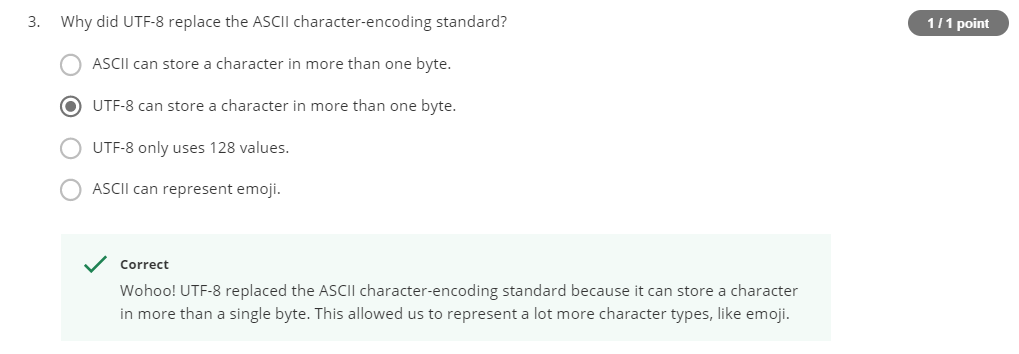 3. Why did UTF-8 replace the ASCII character-encoding standard?
1 / 1 point
ASCII can store a character in more than one byte.
UTF-8 can store a character in more than one byte.
UTF-8 only uses 128 values.
ASCII can represent emoji.
Correct
Wohoo! UTF-8 replaced the ASCII character-encoding standard because it can store a character
in more than a single byte. This allowed us to represent a lot more character types, like emoji.